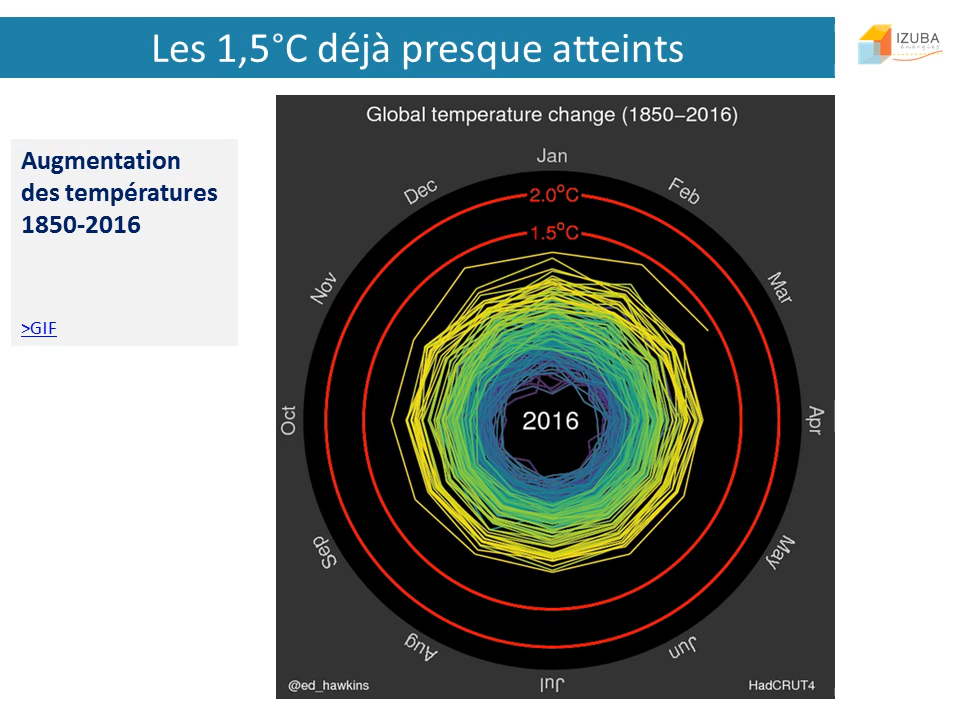 Les 1,5°C déjà presque atteints
IZUBA
énergies
Augmentation
des températures
1850-2016
>GIF
Global temperature change (1850–2016)
Jan
Feb
Mar
Apr
May
Jun
Jul
Aug
Sep
Oct
Nov
Dec
2.0°C
1.5°C
2016
@ed_hawkins
HadCRUT4